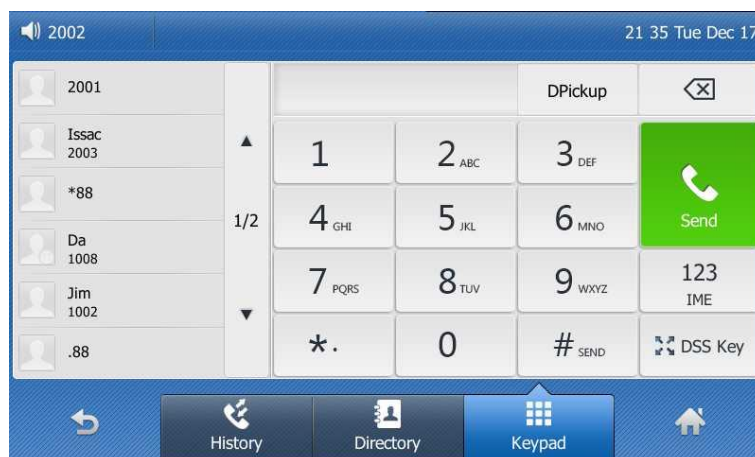 2002
21 35 Tue Dec 17
2001
Issac
2003
*88
Da
1008
Jim
1002
.88
1/2
DPickup
1
2 ABC
3 DEF
Send
4 GHI
5 JKL
6 MNO
7 PQRS
8 TUV
9 WXYZ
123
IME
*.
0
# SEND
DSS Key
History
Directory
Keypad